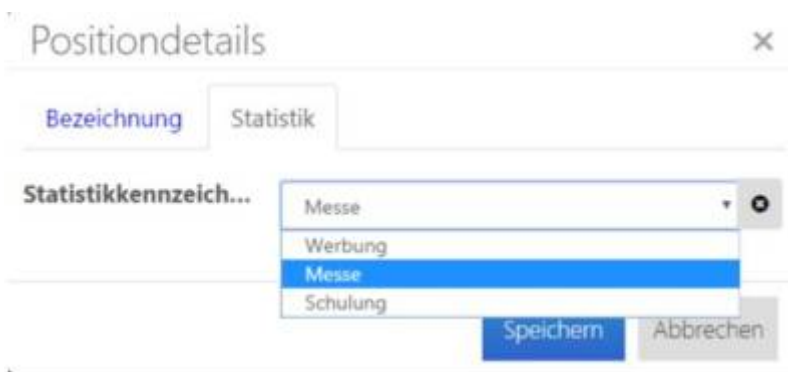 Positiondetails ×
Bezeichnung Statistik
Statistikkennzeich... Messe
Werbung
Messe
Schulung
Speichern Abbrechen